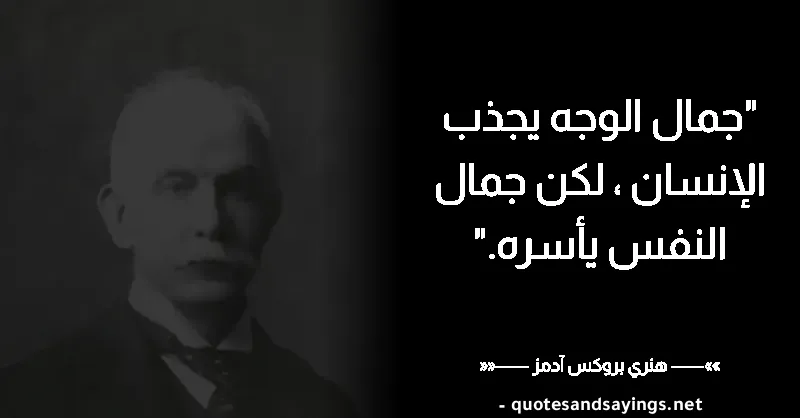 "جمال الوجه يجذب
الإنسان ، لكن جمال
النفس يأسره."
»»—— هنري بروكس آدمز ——««
- quotesandsayings.net